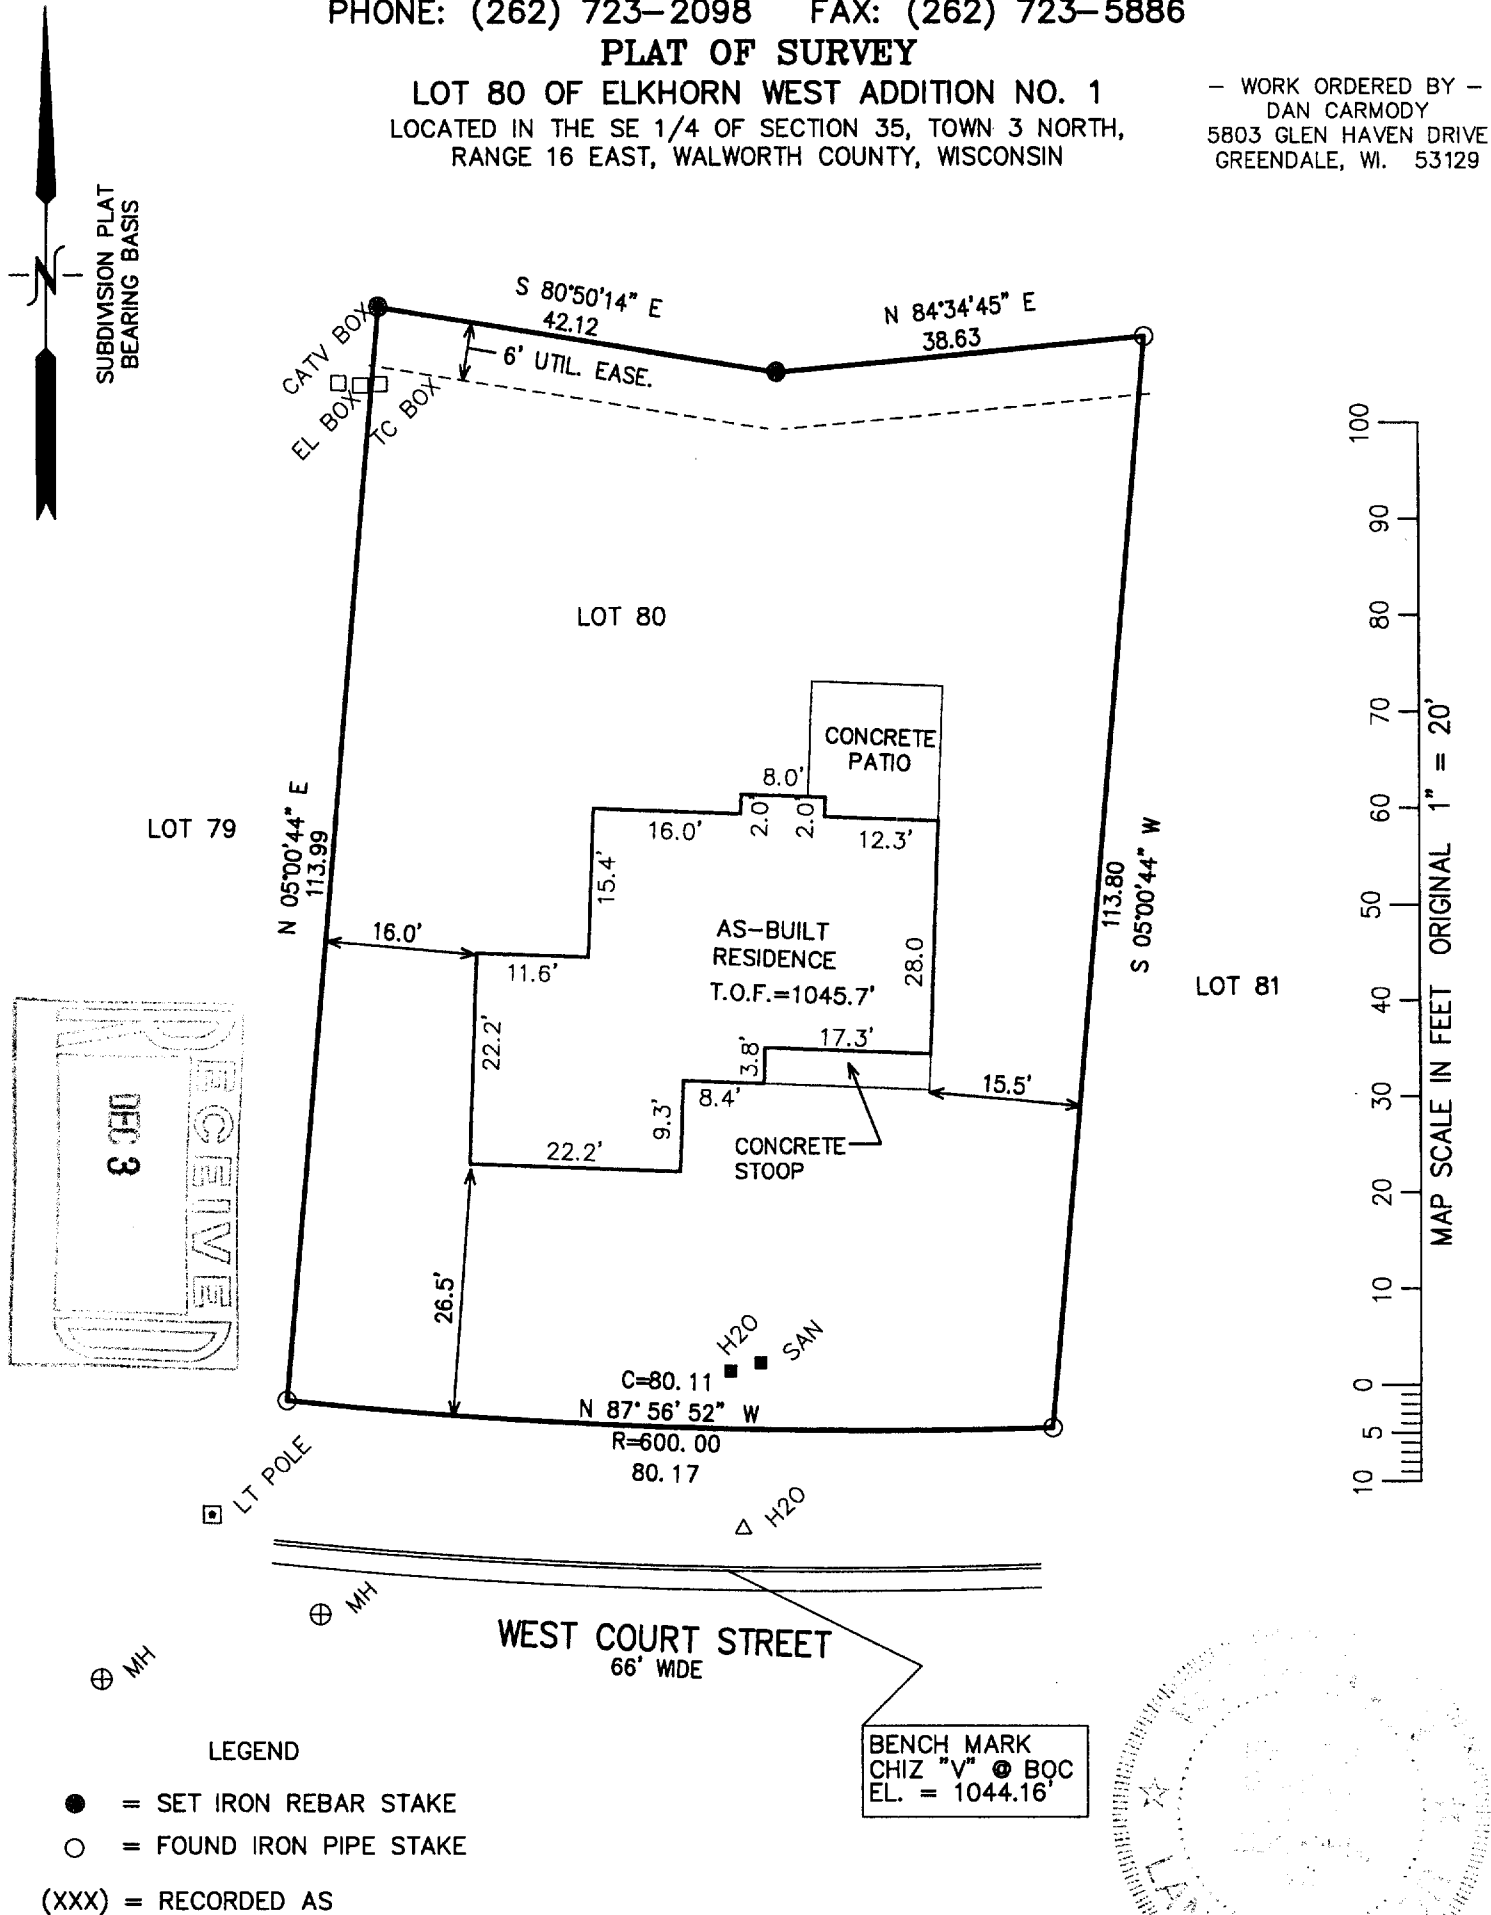 PHONE: (262) 723-2098 FAX: (262) 723-5886
PLAT OF SURVEY
LOT 80 OF ELKHORN WEST ADDITION NO. 1
LOCATED IN THE SE 1/4 OF SECTION 35, TOWN 3 NORTH,
RANGE 16 EAST, WALWORTH COUNTY, WISCONSIN
- WORK ORDERED BY -
DAN CARMODY
5803 GLEN HAVEN DRIVE
GREENDALE, WI. 53129
N
SUBDIVISION PLAT
BEARING BASIS
S 80°50'14" E
42.12
N 84°34'45" E
38.63
6' UTIL. EASE.
CATV BOX
EL BOX
TC BOX
LOT 80
CONCRETE
PATIO
8.0'
16.0'
2.0'
2.0'
12.3'
15.4'
LOT 79
N 05°00'44" E
113.99
113.80
S 05°00'44" W
16.0'
11.6'
AS-BUILT
RESIDENCE
T.O.F.=1045.7'
28.0
LOT 81
22.2'
17.3'
3.8'
8.4'
9.3'
15.5'
22.2'
CONCRETE
STOOP
26.5'
H2O
SAN
C=80.11
N 87°56'52" W
R=600.00
80.17
LT POLE
H2O
MH
MH
WEST COURT STREET
66' WIDE
BENCH MARK
CHIZ "V" @ BOC
EL. = 1044.16'
100
90
80
70
60
50
40
30
20
10
0
5
10
MAP SCALE IN FEET ORIGINAL 1" = 20'
RECEIVED
DEC 3
LEGEND
● = SET IRON REBAR STAKE
○ = FOUND IRON PIPE STAKE
(XXX) = RECORDED AS